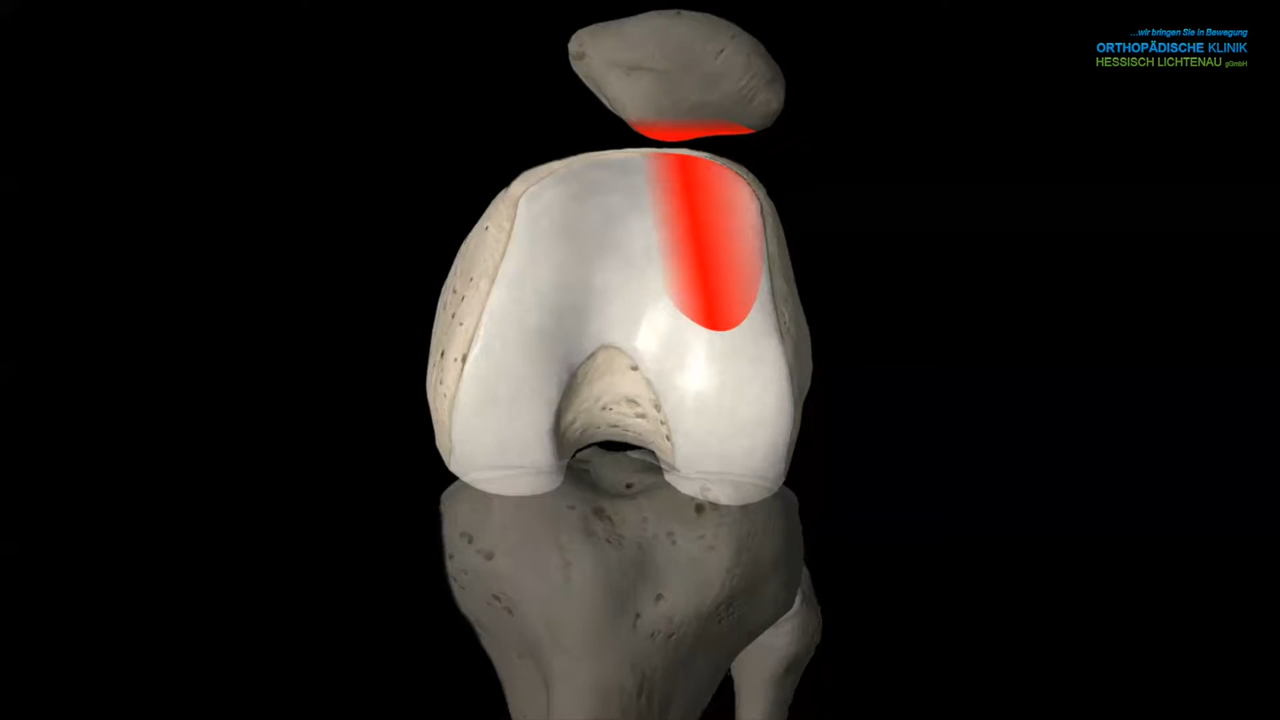 ...wir bringen Sie in Bewegung
ORTHOPÄDISCHE KLINIK
HESSISCH LICHTENAU gGmbH